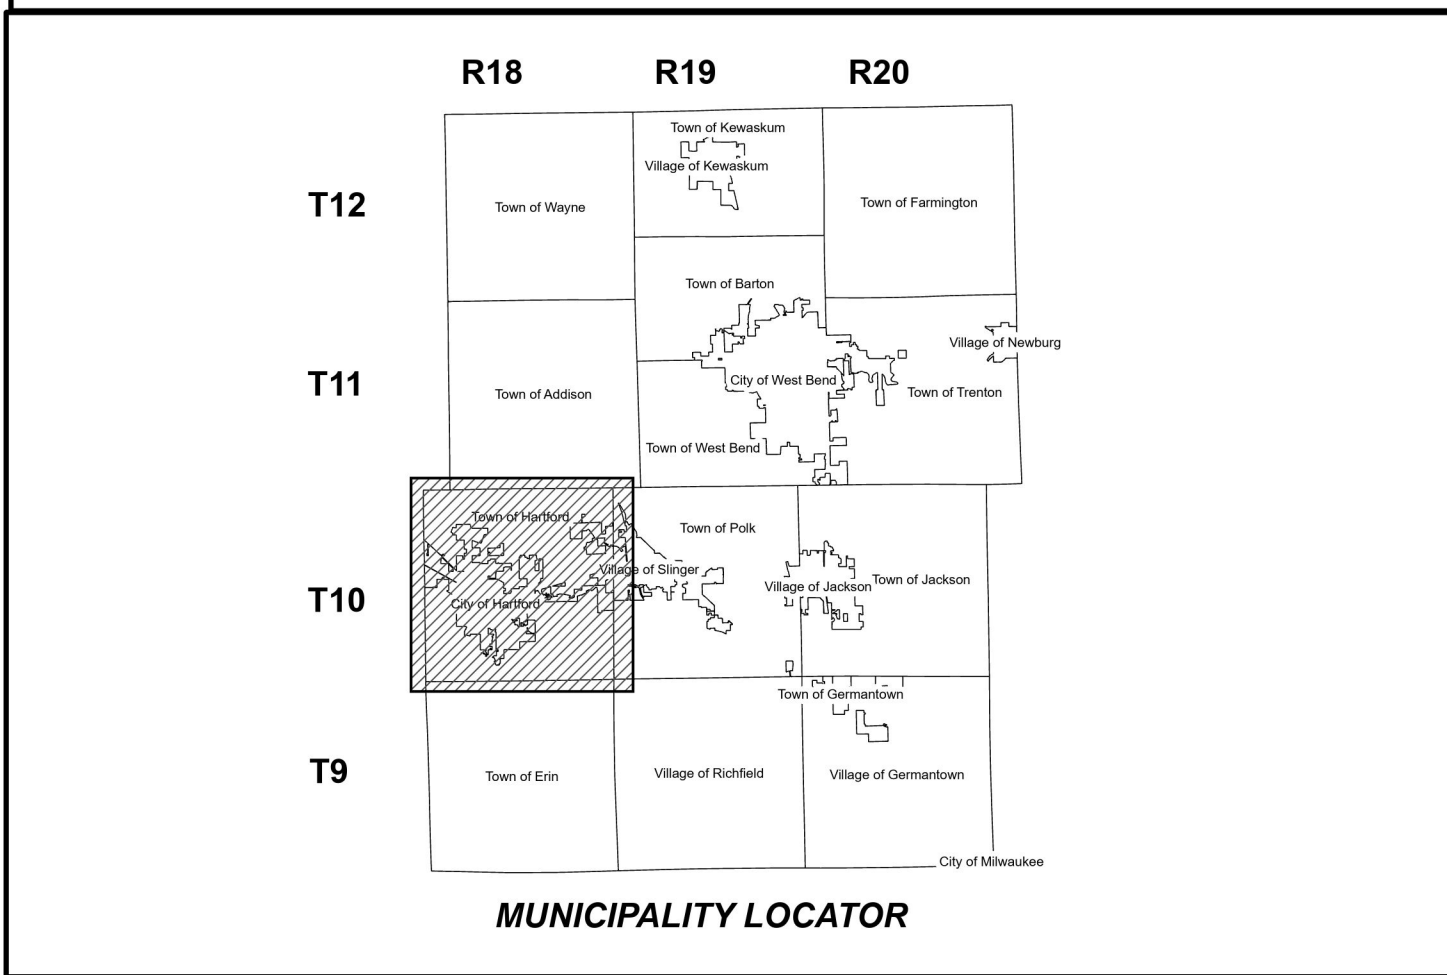 R18 R19 R20
Town of Kewaskum
Village of Kewaskum
T12
Town of Wayne
Town of Farmington
Town of Barton
Village of Newburg
T11
Town of Addison
City of West Bend
Town of Trenton
Town of West Bend
Town of Hartford
Town of Polk
Village of Slinger
Village of Jackson
Town of Jackson
T10
City of Hartford
Town of Germantown
T9
Town of Erin
Village of Richfield
Village of Germantown
City of Milwaukee
MUNICIPALITY LOCATOR